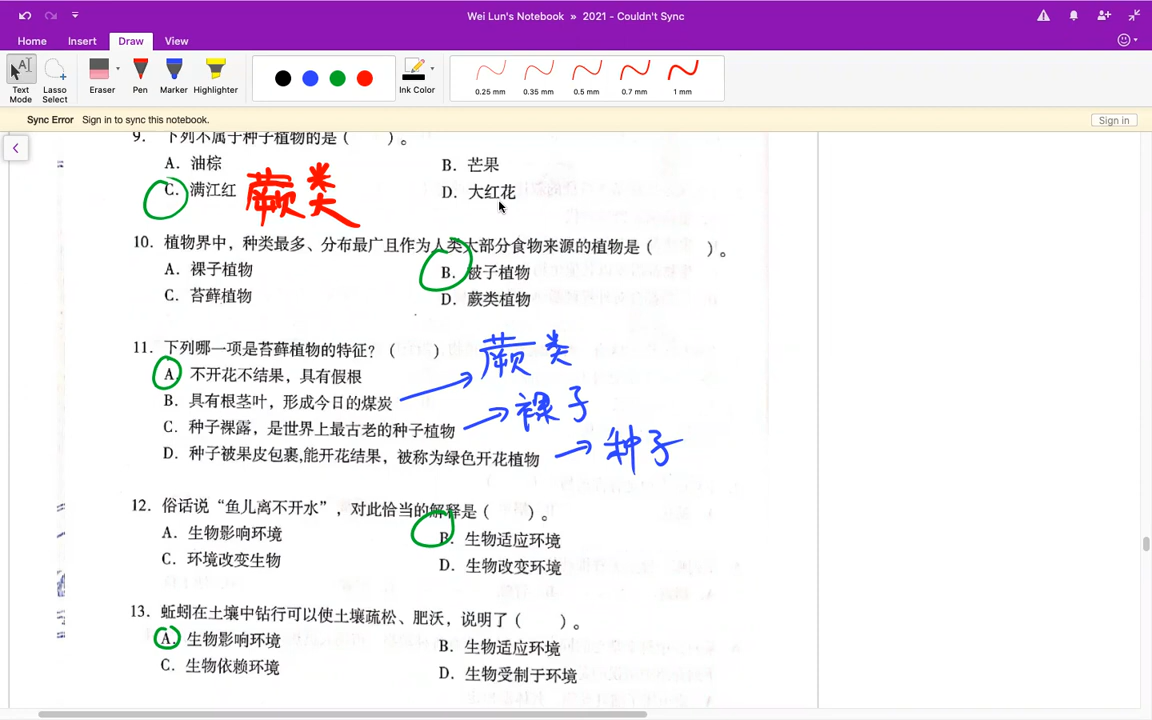 Wei Lun's Notebook » 2021 - Couldn't Sync
Home Insert Draw View
Text Mode
Lasso Select
Eraser
Pen
Marker
Highlighter
Ink Color
0.25 mm
0.35 mm
0.5 mm
0.7 mm
1 mm
Sync Error Sign in to sync this notebook.
Sign in
9. 下列不属于种子植物的是（ ）。
A. 油棕 B. 芒果
C. 满江红 蕨类 D. 大红花
10. 植物界中，种类最多、分布最广且作为人类大部分食物来源的植物是（ ）。
A. 裸子植物 B. 被子植物
C. 苔藓植物 D. 蕨类植物
11. 下列哪一项是苔藓植物的特征？（ ）
A. 不开花不结果，具有假根
B. 具有根茎叶，形成今日的煤炭 → 蕨类
C. 种子裸露，是世界上最古老的种子植物 → 裸子
D. 种子被果皮包裹,能开花结果，被称为绿色开花植物 → 种子
12. 俗话说“鱼儿离不开水”，对此恰当的解释是（ ）。
A. 生物影响环境 B. 生物适应环境
C. 环境改变生物 D. 生物改变环境
13. 蚯蚓在土壤中钻行可以使土壤疏松、肥沃，说明了（ ）。
A. 生物影响环境 B. 生物适应环境
C. 生物依赖环境 D. 生物受制于环境